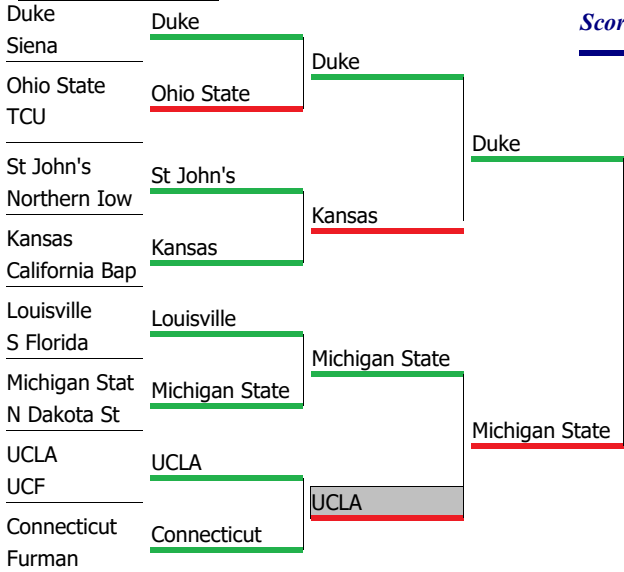 Duke
Siena
Ohio State
TCU
St John's
Northern Iow
Kansas
California Bap
Louisville
S Florida
Michigan Stat
N Dakota St
UCLA
UCF
Connecticut
Furman
Duke
Ohio State
St John's
Kansas
Louisville
Michigan State
UCLA
Connecticut
Duke
Kansas
Michigan State
UCLA
Duke
Michigan State
Scor